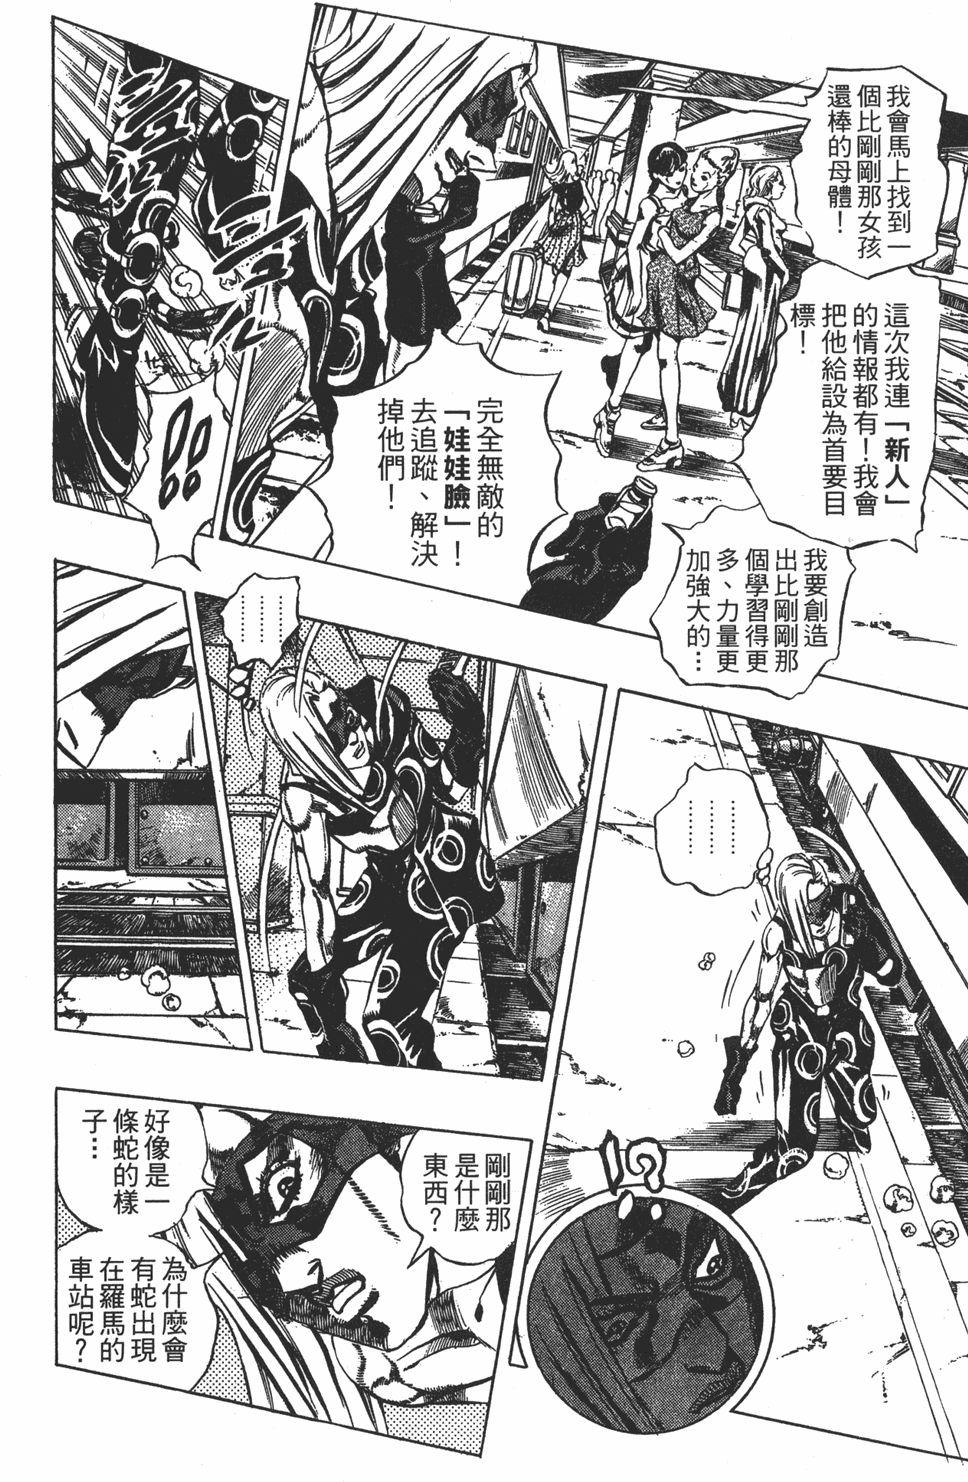 我會馬上找到一
個比剛剛那女孩
還棒的母體！
這次我連「新人」
的情報都有！我會
把他給設為首要目
標！
我要創造
出比剛剛那
個學習得更
多、力量更
加強大的…
完全無敵的
「娃娃臉」！
去追蹤、解決
掉他們！
!!
………
………
!?
剛剛那
是什麼
東西？
好像是一
條蛇的樣
子…
為什麼會
有蛇出現
在羅馬的
車站呢？